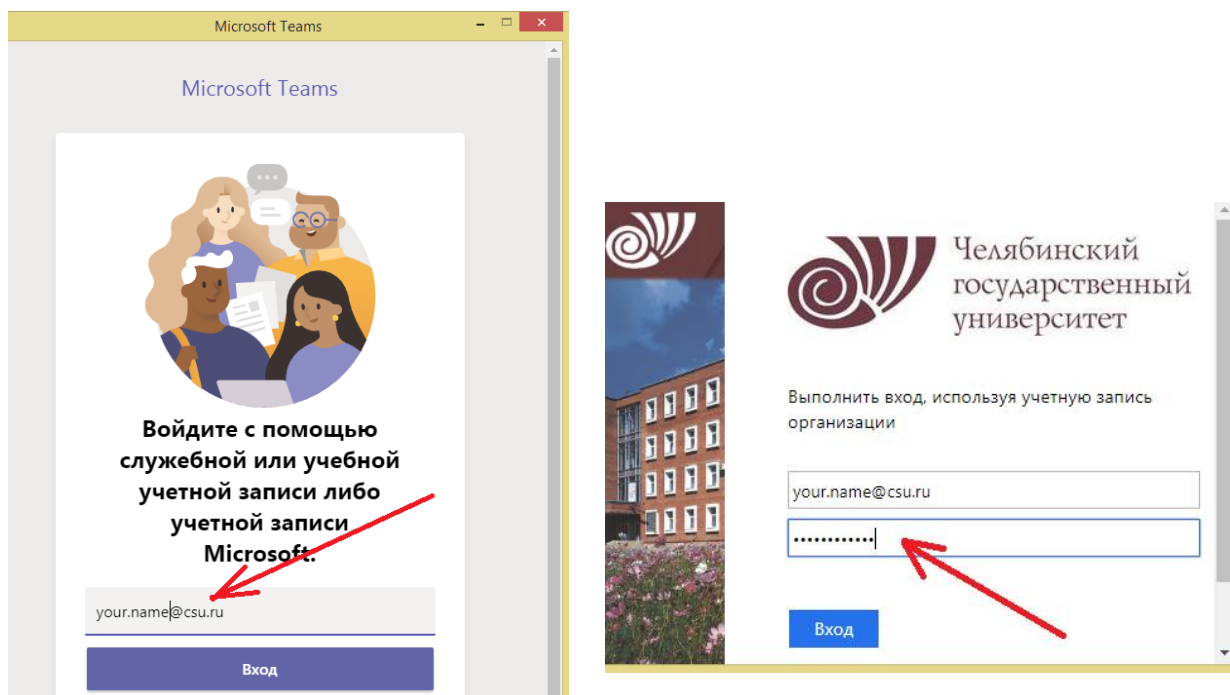 Microsoft Teams
Microsoft Teams
Войдите с помощью
служебной или учебной
учетной записи либо
учетной записи
Microsoft.
your.name@csu.ru
Вход
Челябинский
государственный
университет
Выполнить вход, используя учетную запись
организации
your.name@csu.ru
••••••••••••
Вход